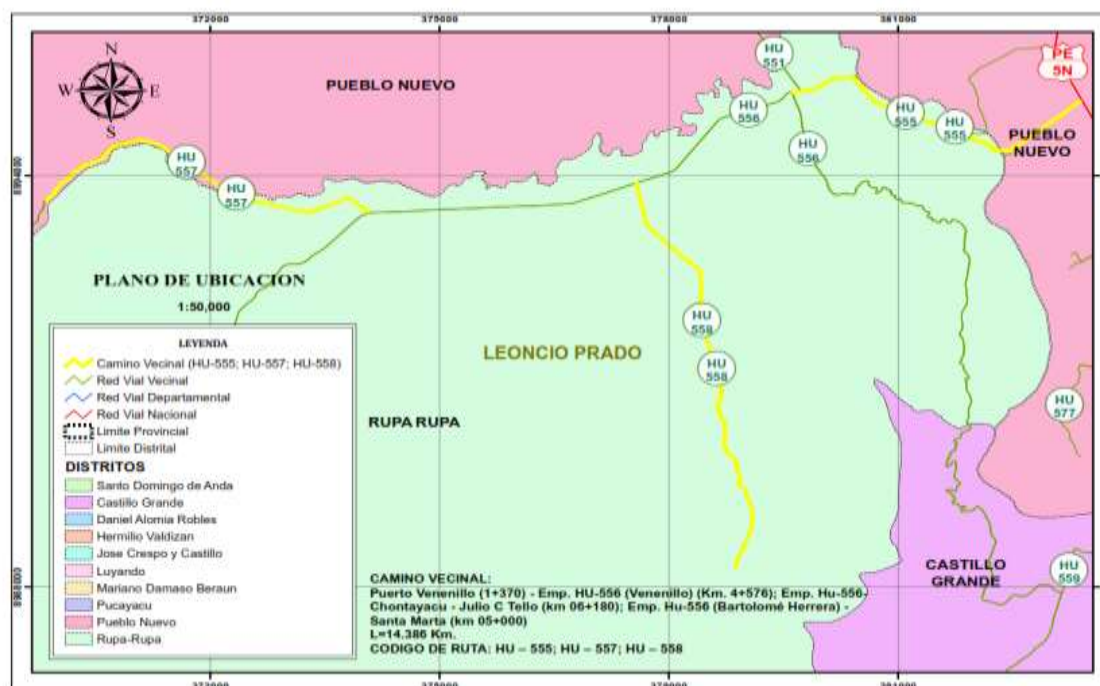 372000
375000
378000
381000
N
W
E
S
PUEBLO NUEVO
HU
551
PE
5N
HU
556
HU
555
HU
555
PUEBLO
NUEVO
HU
556
HU
557
HU
557
8994000
PLANO DE UBICACION
1:50,000
LEYENDA
Camino Vecinal (HU-555; HU-557; HU-558)
Red Vial Vecinal
Red Vial Departamental
Red Vial Nacional
Limite Provincial
Limite Distrital
DISTRITOS
Santo Domingo de Anda
Castillo Grande
Daniel Alomia Robles
Hermilio Valdizan
Jose Crespo y Castillo
Luyando
Mariano Damaso Beraun
Pucayacu
Pueblo Nuevo
Rupa-Rupa
HU
558
LEONCIO PRADO
HU
558
RUPA RUPA
HU
577
CASTILLO
GRANDE
HU
559
CAMINO VECINAL:
Puerto Venenillo (1+370) - Emp. HU-556 (Venenillo) (Km. 4+576); Emp. Hu-556-
Chontayacu - Julio C Tello (km 06+180); Emp. Hu-556 (Bartolomé Herrera) -
Santa Marta (km 05+000)
L=14.386 Km.
CODIGO DE RUTA: HU – 555; HU – 557; HU – 558
8988000
372000
375000
378000
381000